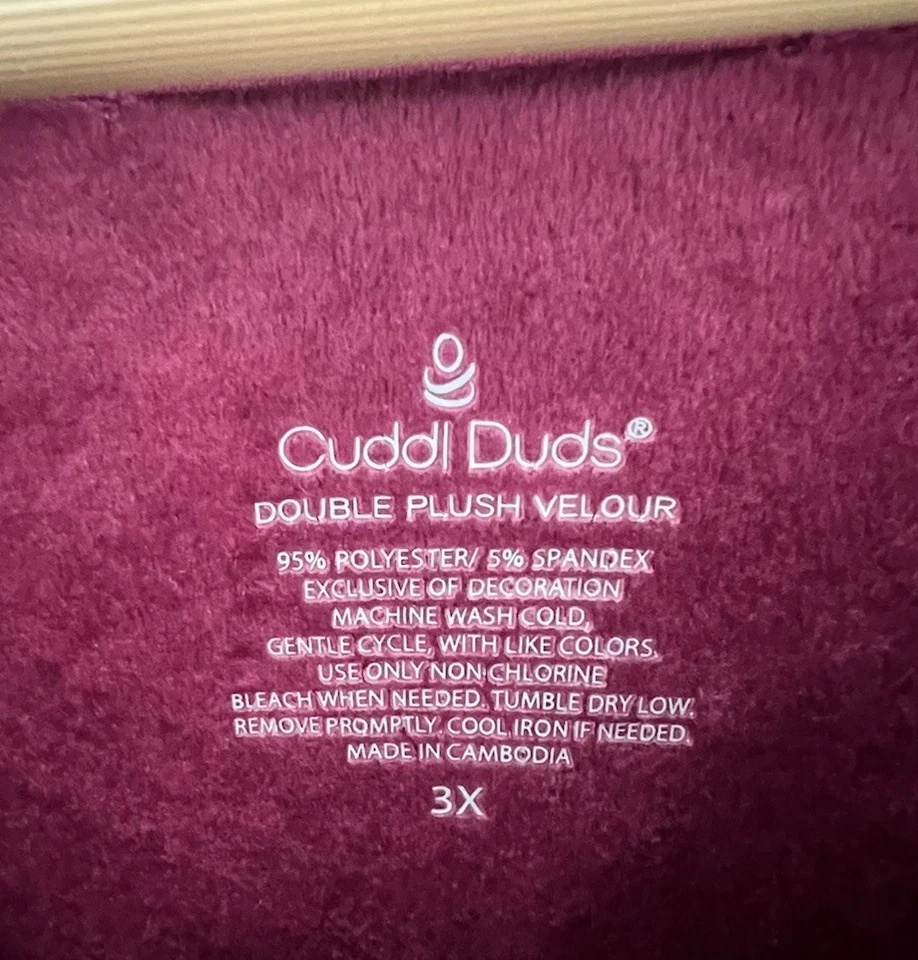 Cuddl Duds®
DOUBLE PLUSH VELOUR
95% POLYESTER/ 5% SPANDEX
EXCLUSIVE OF DECORATION
MACHINE WASH COLD,
GENTLE CYCLE, WITH LIKE COLORS.
USE ONLY NON-CHLORINE
BLEACH WHEN NEEDED. TUMBLE DRY LOW.
REMOVE PROMPTLY. COOL IRON IF NEEDED.
MADE IN CAMBODIA
3X